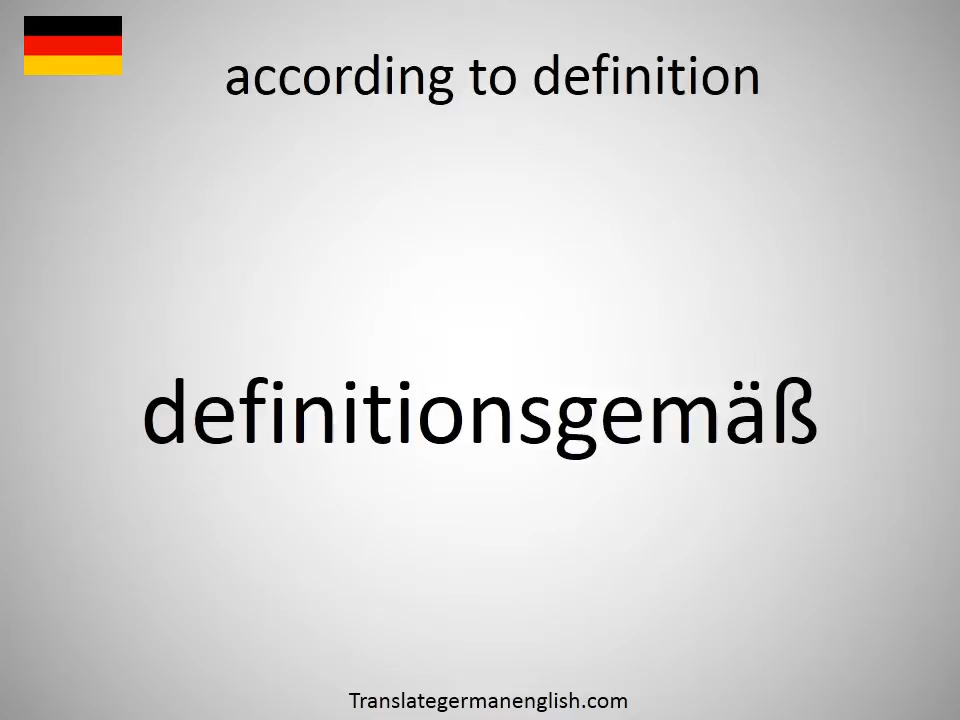 according to definition
definitionsgemäß
Translategermanenglish.com